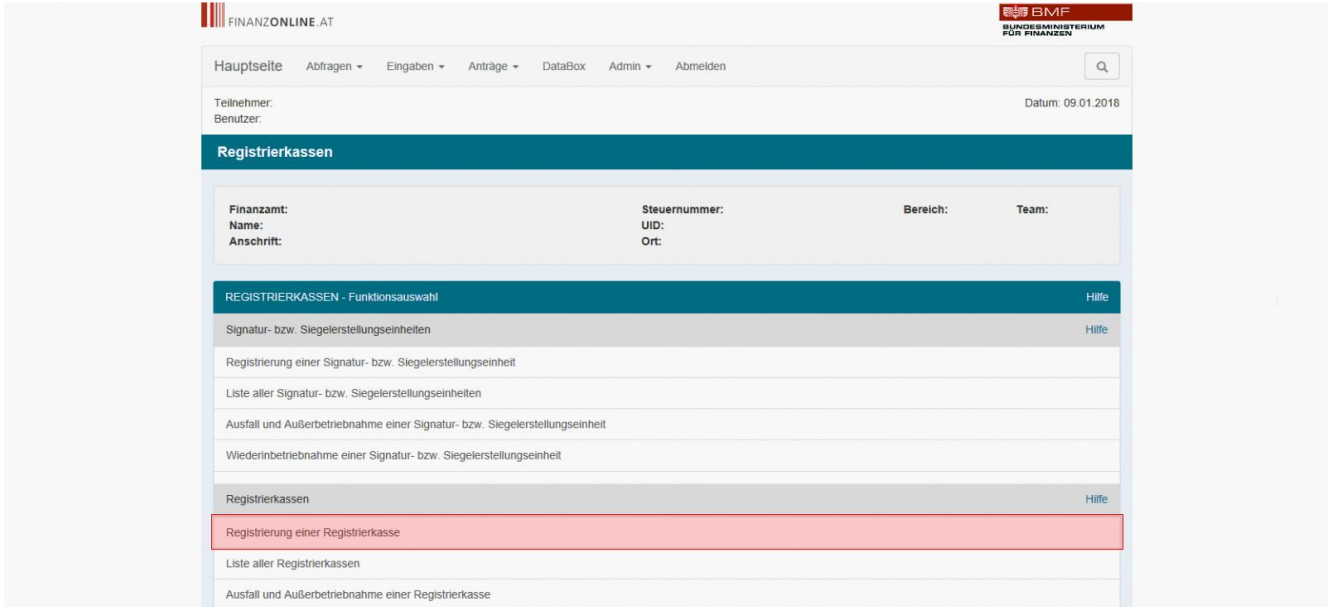 FINANZONLINE.AT
BMF
BUNDESMINISTERIUM
FÜR FINANZEN
Hauptseite Abfragen Eingaben Anträge DataBox Admin Abmelden
Teilnehmer: Datum: 09.01.2018
Benutzer:
Registrierkassen
Finanzamt: Steuernummer: Bereich: Team:
Name: UID:
Anschrift: Ort:
REGISTRIERKASSEN - Funktionsauswahl Hilfe
Signatur- bzw. Siegelerstellungseinheiten Hilfe
Registrierung einer Signatur- bzw. Siegelerstellungseinheit
Liste aller Signatur- bzw. Siegelerstellungseinheiten
Ausfall und Außerbetriebnahme einer Signatur- bzw. Siegelerstellungseinheit
Wiederinbetriebnahme einer Signatur- bzw. Siegelerstellungseinheit
Registrierkassen Hilfe
Registrierung einer Registrierkasse
Liste aller Registrierkassen
Ausfall und Außerbetriebnahme einer Registrierkasse